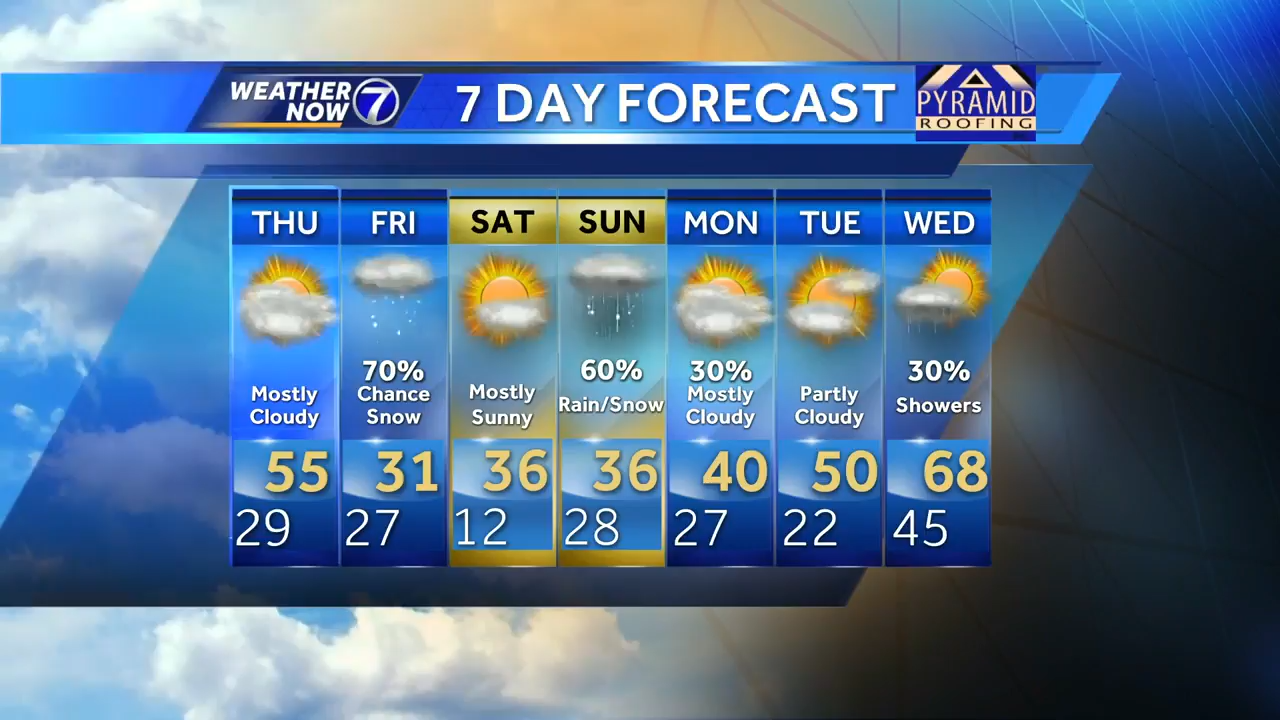 WEATHER
NOW 7
7 DAY FORECAST
PYRAMID
ROOFING
THU FRI SAT SUN MON TUE WED
70% 60% 30% 30%
Mostly Chance Mostly Rain/Snow Mostly Partly Showers
Cloudy Snow Sunny Cloudy Cloudy
55 31 36 36 40 50 68
29 27 12 28 27 22 45